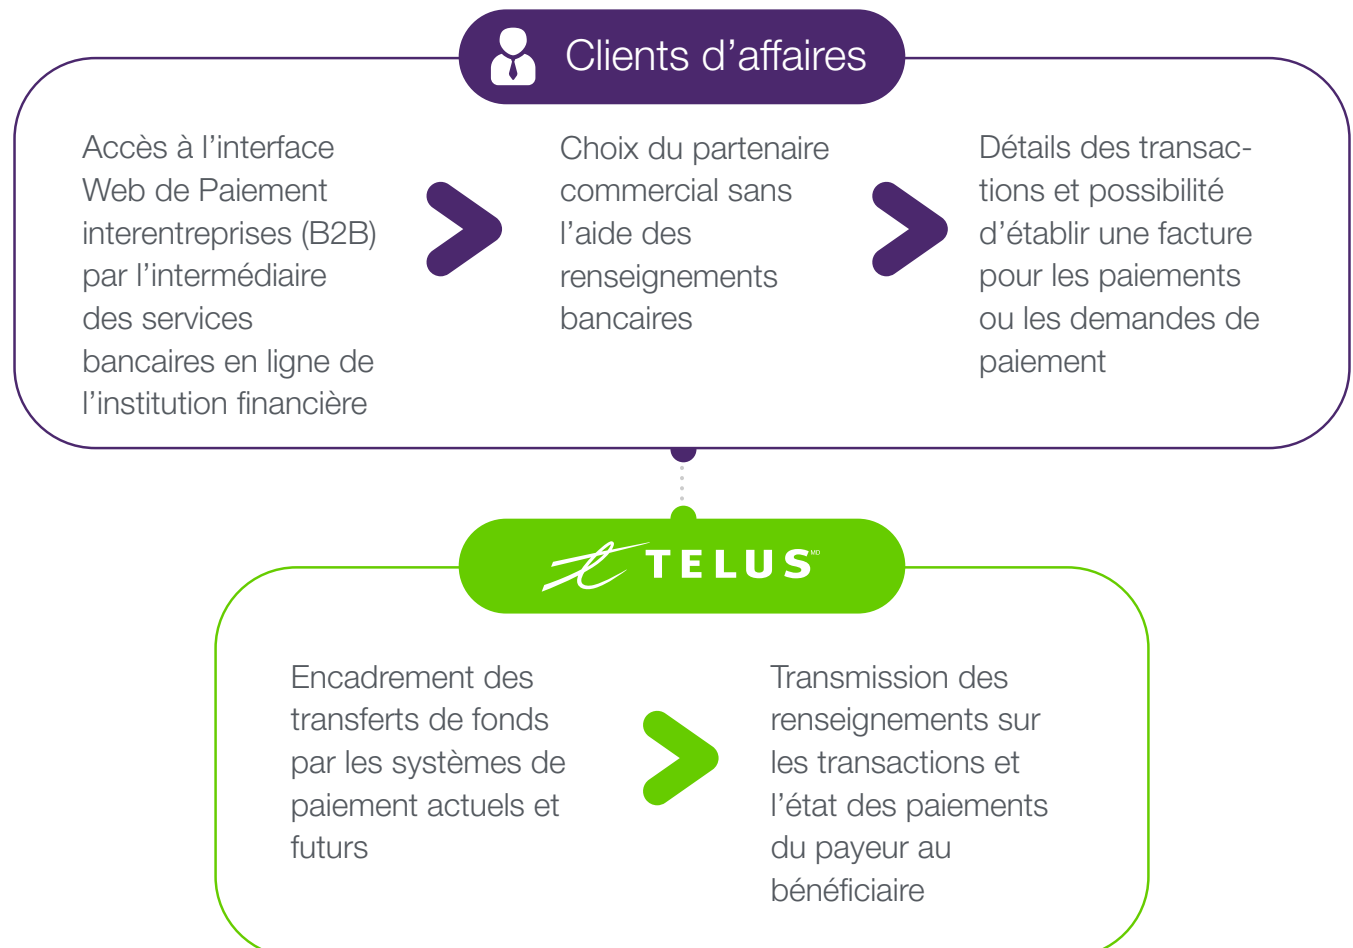 Clients d’affaires
Accès à l’interface
Web de Paiement
interentreprises (B2B)
par l’intermédiaire
des services
bancaires en ligne de
l’institution financière
Choix du partenaire
commercial sans
l’aide des
renseignements
bancaires
Détails des transac-
tions et possibilité
d’établir une facture
pour les paiements
ou les demandes de
paiement
TELUS MD
Encadrement des
transferts de fonds
par les systèmes de
paiement actuels et
futurs
Transmission des
renseignements sur
les transactions et
l’état des paiements
du payeur au
bénéficiaire